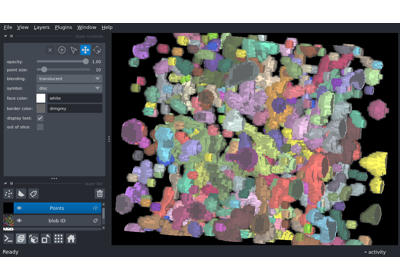 File View Layers Plugins Window Help
opacity: 1.00
point size: 10
blending: translucent
symbol: disc
face color: white
border color: dimgrey
display text:
out of slice:
Points
blob ID
Ready
activity